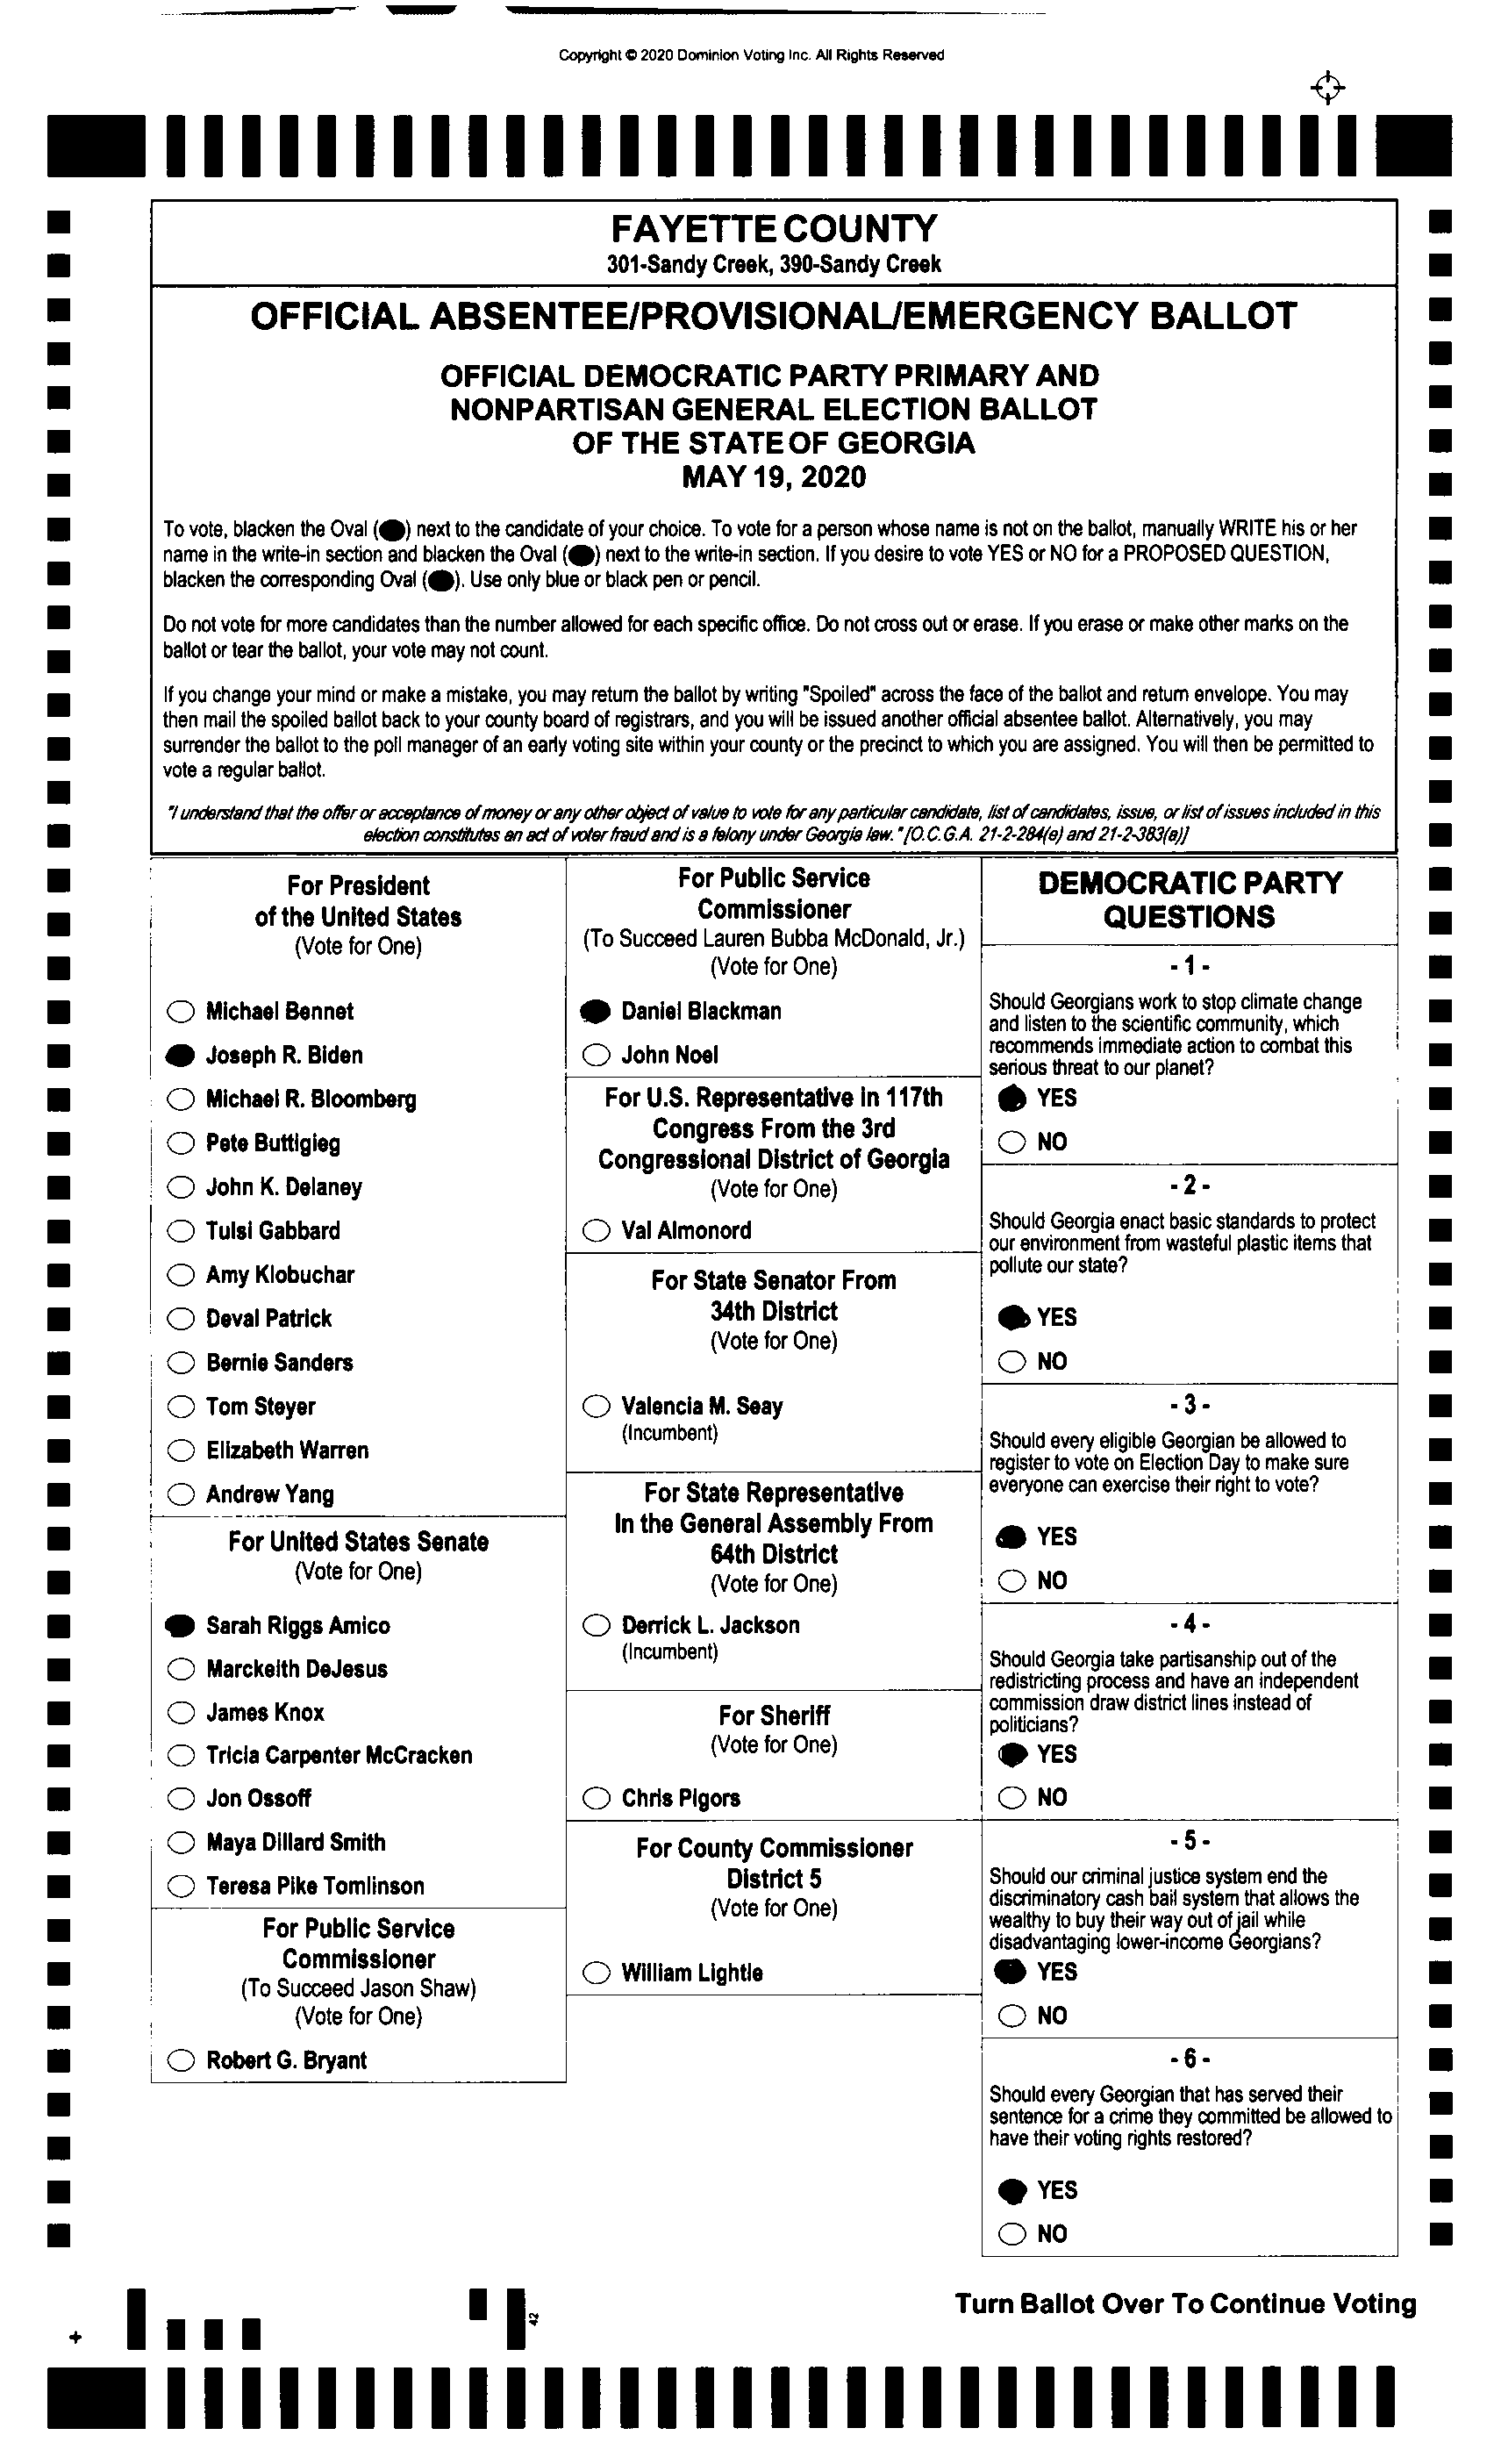 Copyright © 2020 Dominion Voting Inc. All Rights Reserved
FAYETTE COUNTY
301-Sandy Creek, 390-Sandy Creek
OFFICIAL ABSENTEE/PROVISIONAL/EMERGENCY BALLOT
OFFICIAL DEMOCRATIC PARTY PRIMARY AND
NONPARTISAN GENERAL ELECTION BALLOT
OF THE STATE OF GEORGIA
MAY 19, 2020
To vote, blacken the Oval (●) next to the candidate of your choice. To vote for a person whose name is not on the ballot, manually WRITE his or her
name in the write-in section and blacken the Oval (●) next to the write-in section. If you desire to vote YES or NO for a PROPOSED QUESTION,
blacken the corresponding Oval (●). Use only blue or black pen or pencil.
Do not vote for more candidates than the number allowed for each specific office. Do not cross out or erase. If you erase or make other marks on the
ballot or tear the ballot, your vote may not count.
If you change your mind or make a mistake, you may return the ballot by writing "Spoiled" across the face of the ballot and return envelope. You may
then mail the spoiled ballot back to your county board of registrars, and you will be issued another official absentee ballot. Alternatively, you may
surrender the ballot to the poll manager of an early voting site within your county or the precinct to which you are assigned. You will then be permitted to
vote a regular ballot.
"I understand that the offer or acceptance of money or any other object of value to vote for any particular candidate, list of candidates, issue, or list of issues included in this
election constitutes an act of voter fraud and is a felony under Georgia law." [O.C.G.A. 21-2-284(e) and 21-2-383(a)]
For President
of the United States
(Vote for One)
Michael Bennet
Joseph R. Biden
Michael R. Bloomberg
Pete Buttigieg
John K. Delaney
Tulsi Gabbard
Amy Klobuchar
Deval Patrick
Bernie Sanders
Tom Steyer
Elizabeth Warren
Andrew Yang
For United States Senate
(Vote for One)
Sarah Riggs Amico
Marckeith DeJesus
James Knox
Tricia Carpenter McCracken
Jon Ossoff
Maya Dillard Smith
Teresa Pike Tomlinson
For Public Service
Commissioner
(To Succeed Jason Shaw)
(Vote for One)
Robert G. Bryant
For Public Service
Commissioner
(To Succeed Lauren Bubba McDonald, Jr.)
(Vote for One)
Daniel Blackman
John Noel
For U.S. Representative in 117th
Congress From the 3rd
Congressional District of Georgia
(Vote for One)
Val Almonord
For State Senator From
34th District
(Vote for One)
Valencia M. Seay
(Incumbent)
For State Representative
In the General Assembly From
64th District
(Vote for One)
Derrick L. Jackson
(Incumbent)
For Sheriff
(Vote for One)
Chris Pigors
For County Commissioner
District 5
(Vote for One)
William Lightle
DEMOCRATIC PARTY
QUESTIONS
- 1 -
Should Georgians work to stop climate change
and listen to the scientific community, which
recommends immediate action to combat this
serious threat to our planet?
YES
NO
- 2 -
Should Georgia enact basic standards to protect
our environment from wasteful plastic items that
pollute our state?
YES
NO
- 3 -
Should every eligible Georgian be allowed to
register to vote on Election Day to make sure
everyone can exercise their right to vote?
YES
NO
- 4 -
Should Georgia take partisanship out of the
redistricting process and have an independent
commission draw district lines instead of
politicians?
YES
NO
- 5 -
Should our criminal justice system end the
discriminatory cash bail system that allows the
wealthy to buy their way out of jail while
disadvantaging lower-income Georgians?
YES
NO
- 6 -
Should every Georgian that has served their
sentence for a crime they committed be allowed to
have their voting rights restored?
YES
NO
Turn Ballot Over To Continue Voting
42